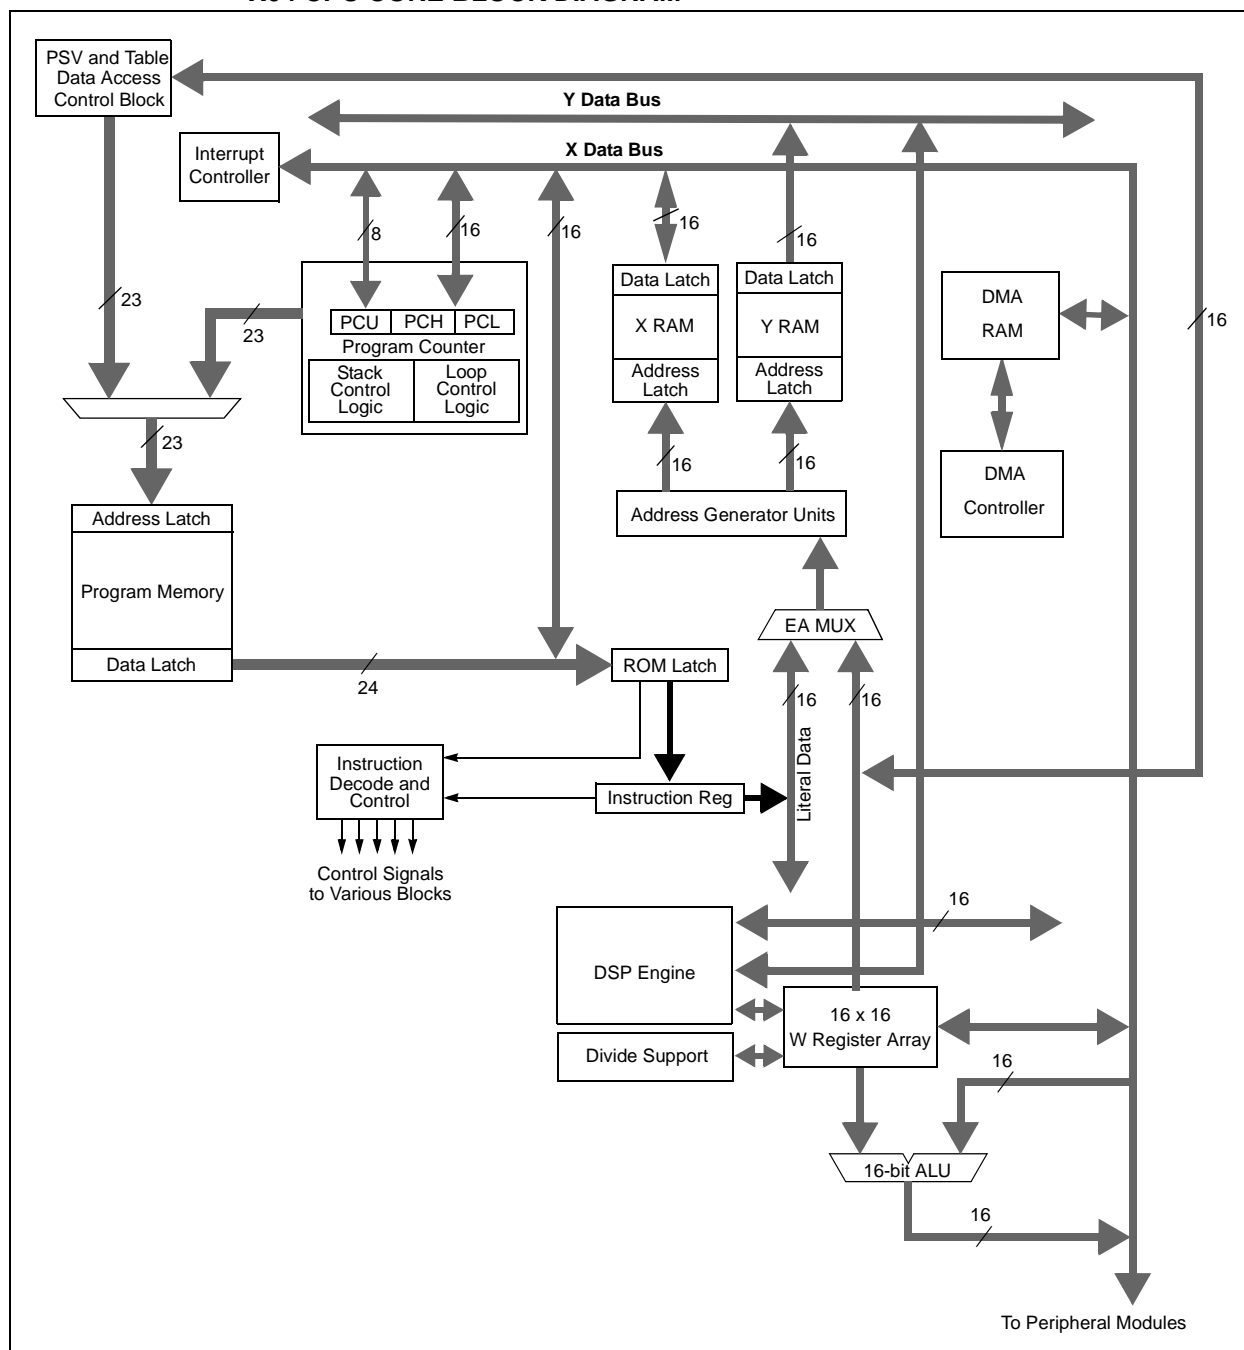 PSV and Table
Data Access
Control Block
Y Data Bus
X Data Bus
Interrupt
Controller
8
16
16
16
16
16
23
23
PCU
PCH
PCL
Program Counter
Stack
Control
Logic
Loop
Control
Logic
Data Latch
X RAM
Address
Latch
Data Latch
Y RAM
Address
Latch
DMA
RAM
23
16
16
DMA
Controller
Address Generator Units
Address Latch
Program Memory
Data Latch
24
EA MUX
ROM Latch
16
16
Literal Data
Instruction
Decode and
Control
Instruction Reg
Control Signals
to Various Blocks
16
DSP Engine
16 x 16
W Register Array
Divide Support
16
16-bit ALU
16
To Peripheral Modules